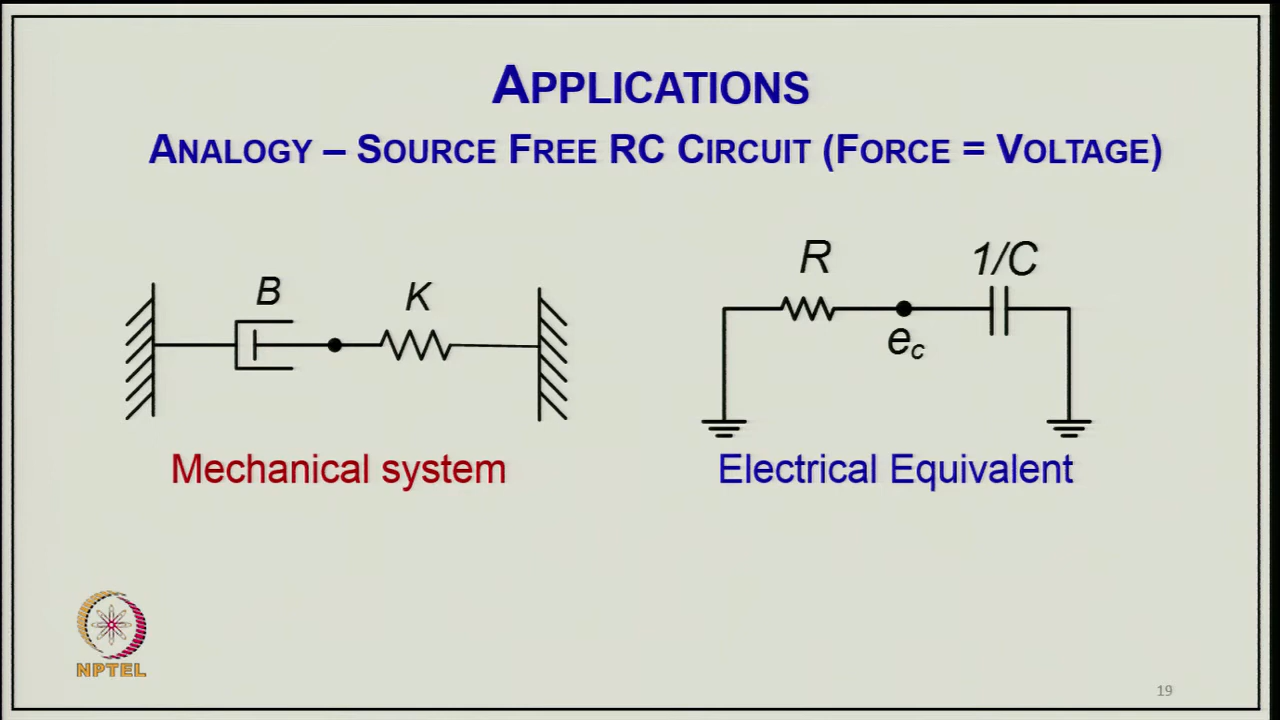 APPLICATIONS
ANALOGY – SOURCE FREE RC CIRCUIT (FORCE = VOLTAGE)
B
K
R
1/C
e_c
Mechanical system
Electrical Equivalent
NPTEL
19